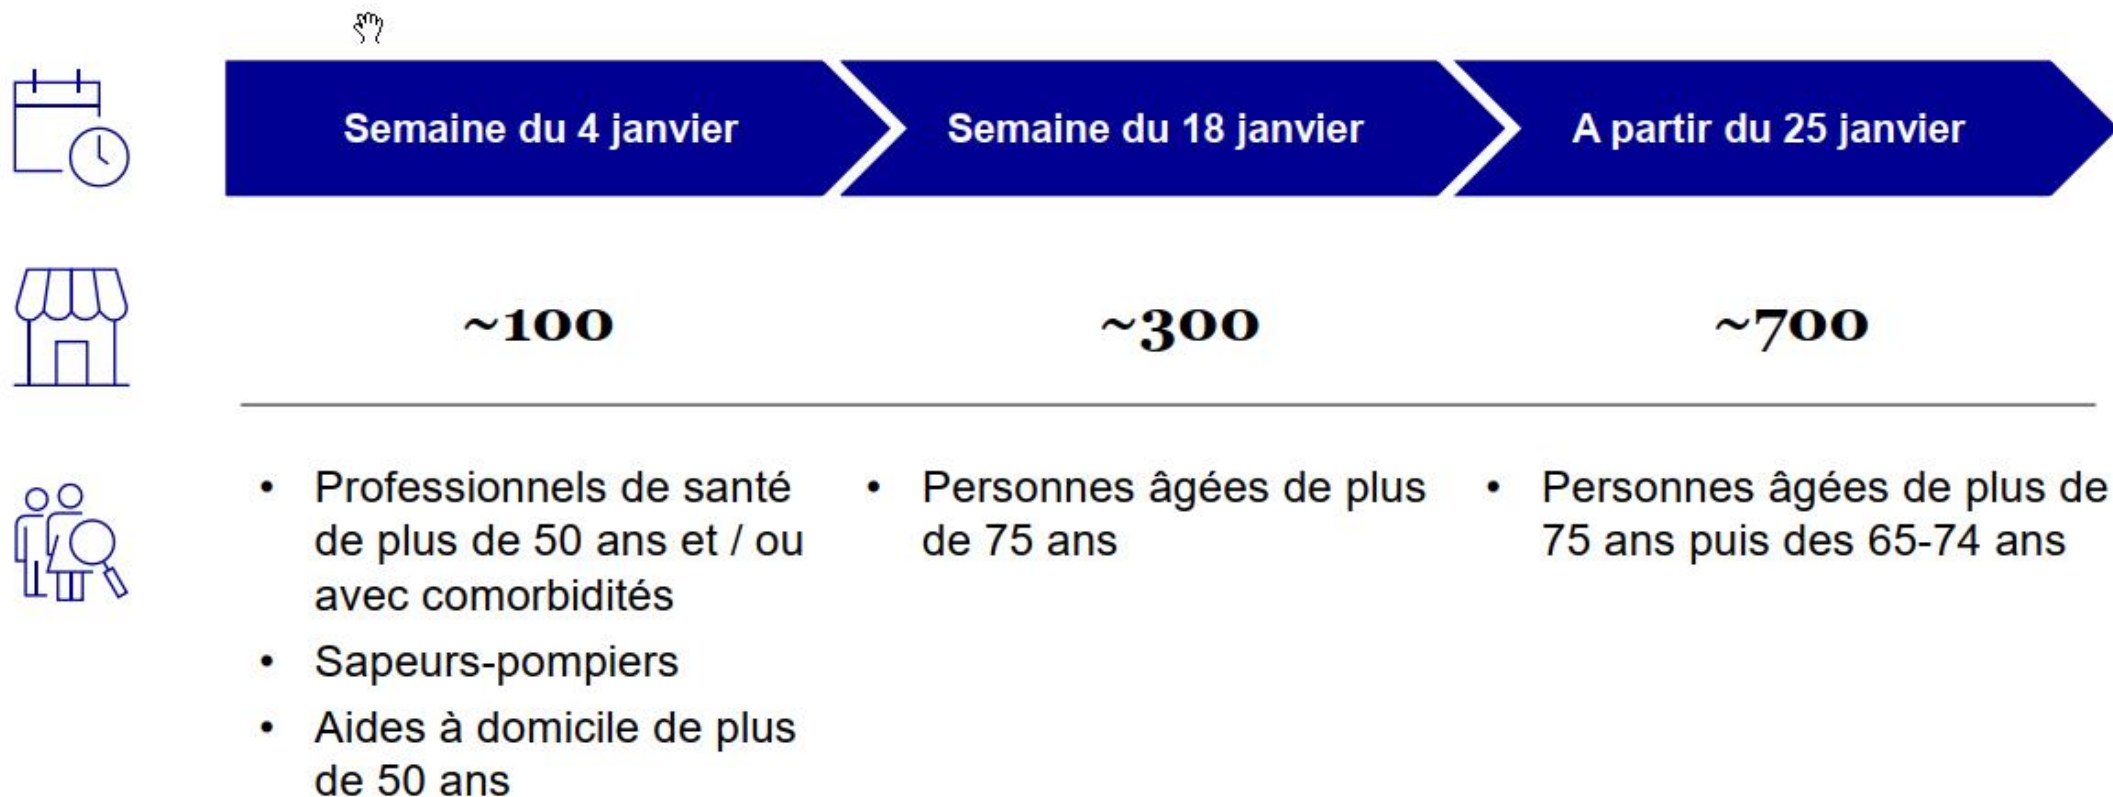 Semaine du 4 janvier
Semaine du 18 janvier
A partir du 25 janvier
~100
~300
~700
• Professionnels de santé
de plus de 50 ans et / ou
avec comorbidités
• Sapeurs-pompiers
• Aides à domicile de plus
de 50 ans
• Personnes âgées de plus
de 75 ans
• Personnes âgées de plus de
75 ans puis des 65-74 ans